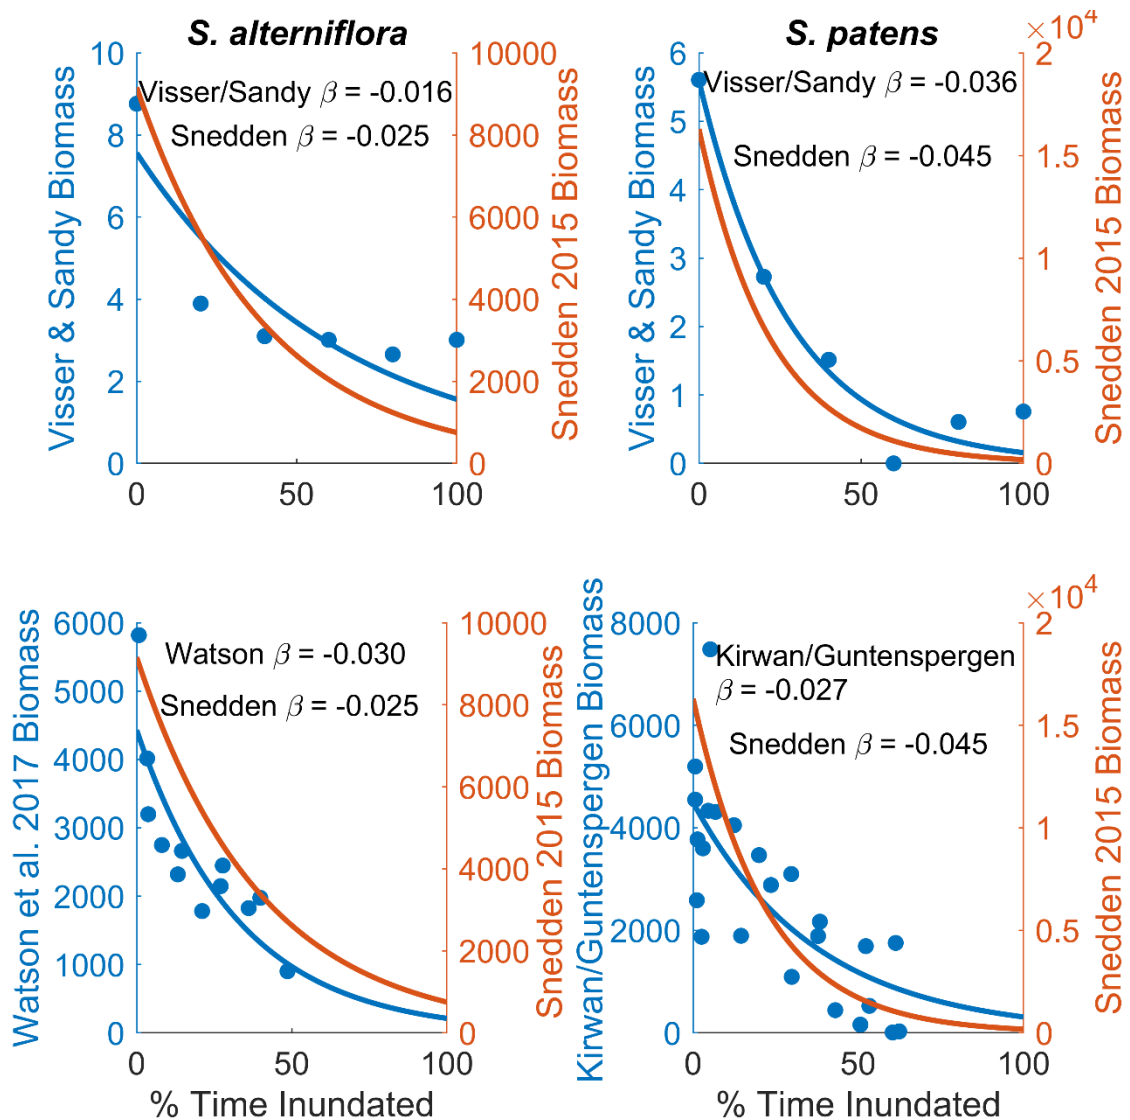 S. alterniflora
10
8
6
4
2
0
Visser & Sandy Biomass
Visser/Sandy β = -0.016
Snedden β = -0.025
10000
8000
6000
4000
2000
0
Snedden 2015 Biomass
0
50
100
S. patens
×10⁴
6
5
4
3
2
1
0
Visser & Sandy Biomass
Visser/Sandy β = -0.036
Snedden β = -0.045
2
1.5
1
0.5
0
Snedden 2015 Biomass
0
50
100
6000
5000
4000
3000
2000
1000
0
Watson et al. 2017 Biomass
Watson β = -0.030
Snedden β = -0.025
10000
8000
6000
4000
2000
0
Snedden 2015 Biomass
0
50
100
% Time Inundated
×10⁴
8000
6000
4000
2000
0
Kirwan/Guntenspergen Biomass
Kirwan/Guntenspergen
β = -0.027
Snedden β = -0.045
2
1.5
1
0.5
0
Snedden 2015 Biomass
0
50
100
% Time Inundated